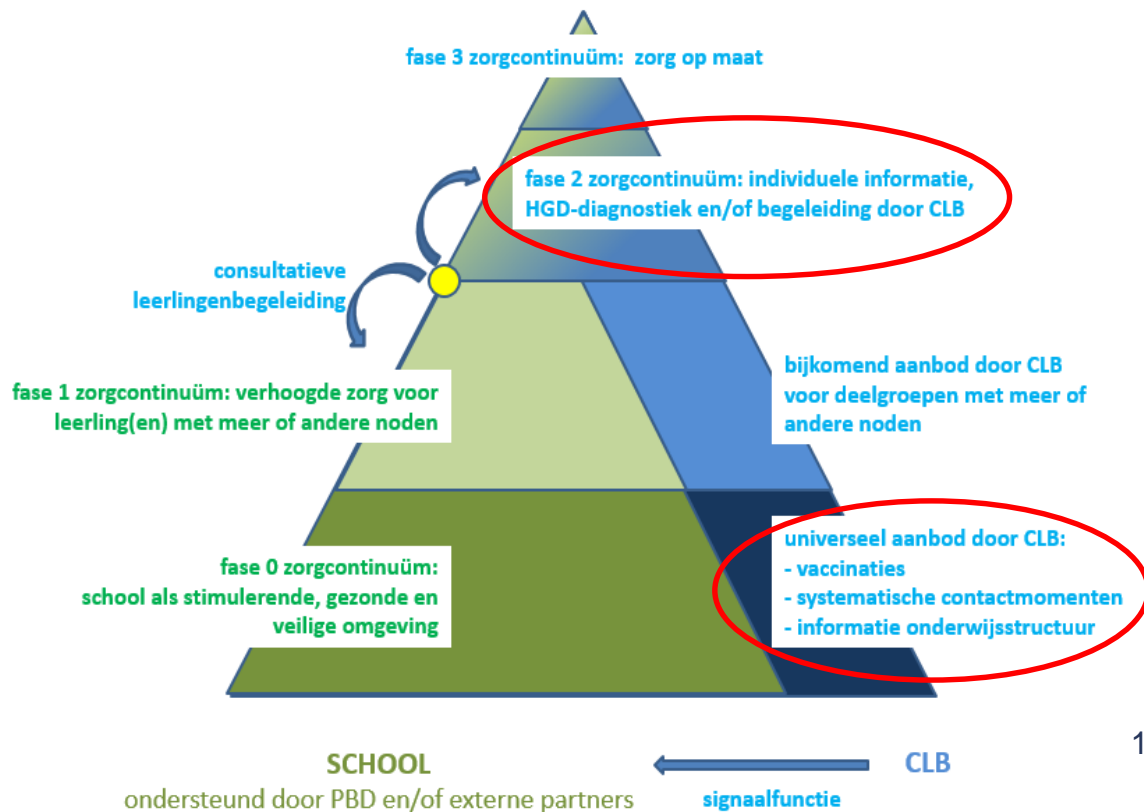 fase 3 zorgcontinuüm: zorg op maat
fase 2 zorgcontinuüm: individuele informatie,
HGD-diagnostiek en/of begeleiding door CLB
consultatieve
leerlingenbegeleiding
fase 1 zorgcontinuüm: verhoogde zorg voor
leerling(en) met meer of andere noden
bijkomend aanbod door CLB
voor deelgroepen met meer of
andere noden
fase 0 zorgcontinuüm:
school als stimulerende, gezonde en
veilige omgeving
universeel aanbod door CLB:
- vaccinaties
- systematische contactmomenten
- informatie onderwijsstructuur
1
SCHOOL
ondersteund door PBD en/of externe partners
CLB
signaalfunctie